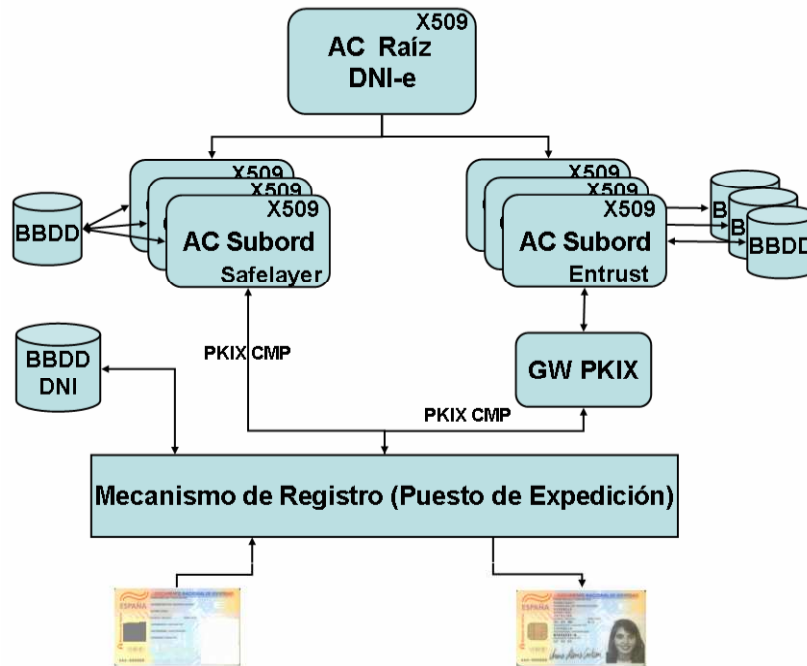 X509
AC Raíz
DNI-e
X509
X509
X509
AC Subord
Safelayer
X509
X509
X509
AC Subord
Entrust
BBDD
B
B
BBDD
BBDD
DNI
PKIX CMP
GW PKIX
PKIX CMP
Mecanismo de Registro (Puesto de Expedición)
ESPAÑA
ESPAÑA